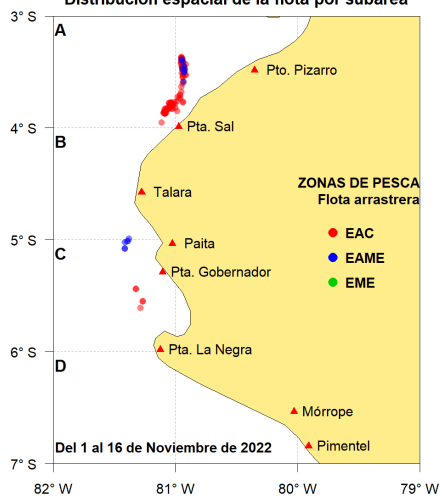 Distribución espacial de la flota por subárea
3° S
A
Pto. Pizarro
4° S
Pta. Sal
B
Talara
ZONAS DE PESCA
Flota arrastrera
EAC
5° S
Paita
C
EAME
Pta. Gobernador
EME
6° S
Pta. La Negra
D
Mórrope
Del 1 al 16 de Noviembre de 2022
Pimentel
7° S
82° W
81° W
80° W
79° W